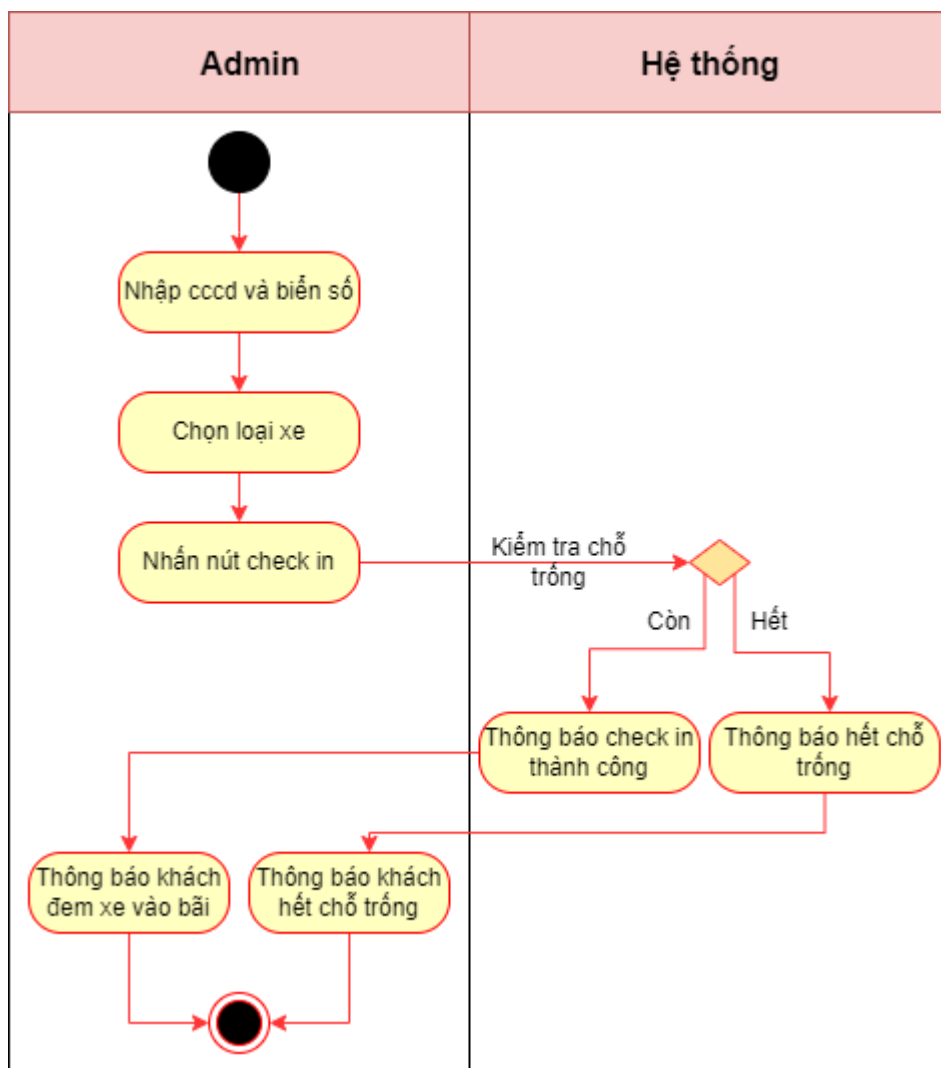 Admin
Hệ thống
Nhập cccd và biển số
Chọn loại xe
Nhấn nút check in
Kiểm tra chỗ
trống
Còn
Hết
Thông báo check in
thành công
Thông báo hết chỗ
trống
Thông báo khách
đem xe vào bãi
Thông báo khách
hết chỗ trống